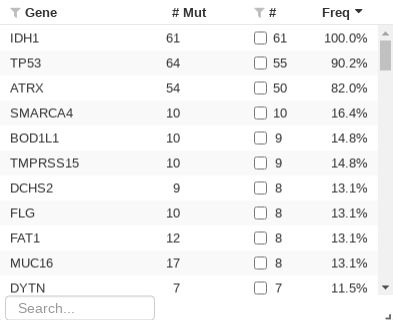 Gene # Mut # Freq
IDH1 61 61 100.0%
TP53 64 55 90.2%
ATRX 54 50 82.0%
SMARCA4 10 10 16.4%
BOD1L1 10 9 14.8%
TMPRSS15 10 9 14.8%
DCHS2 9 8 13.1%
FLG 10 8 13.1%
FAT1 12 8 13.1%
MUC16 17 8 13.1%
DYTN 7 7 11.5%
Search...